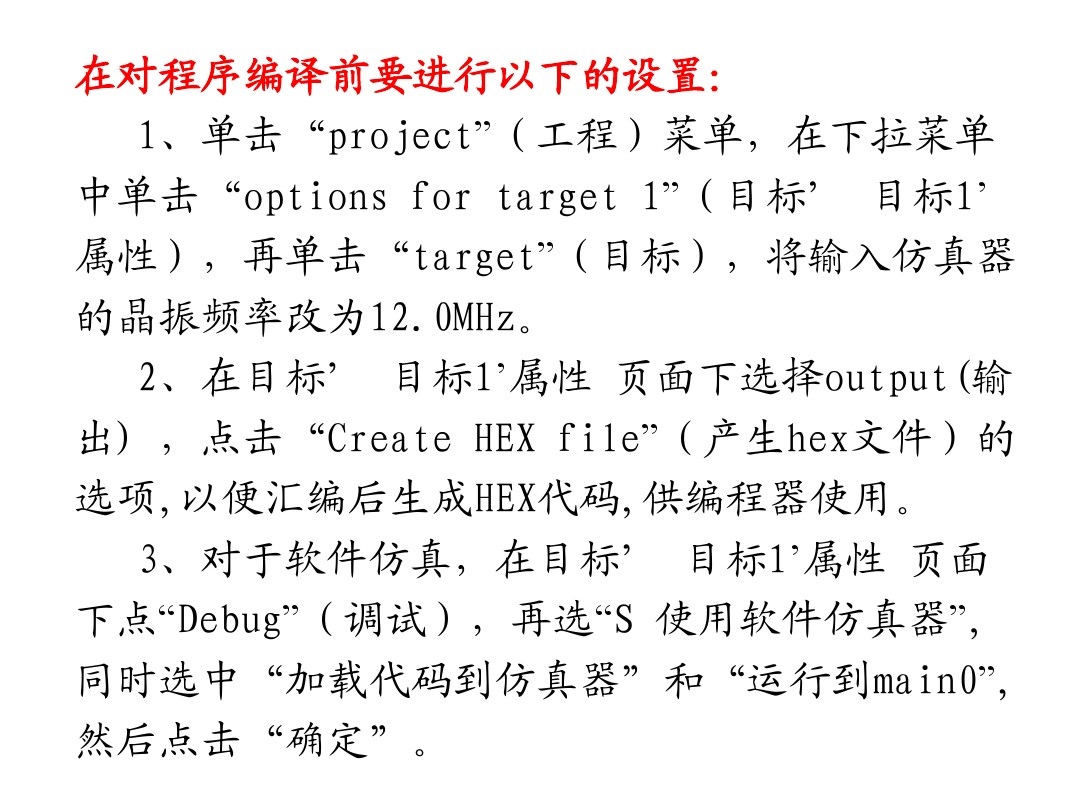 在对程序编译前要进行以下的设置:
1、单击“project”(工程)菜单，在下拉菜单
中单击“options for target 1”(目标’ 目标1’
属性)，再单击“target”(目标)，将输入仿真器
的晶振频率改为12.0MHz。
2、在目标’ 目标1’属性 页面下选择output(输
出) ，点击“Create HEX file”(产生hex文件)的
选项,以便汇编后生成HEX代码,供编程器使用。
3、对于软件仿真，在目标’ 目标1’属性 页面
下点“Debug”(调试)，再选“S 使用软件仿真器”,
同时选中“加载代码到仿真器”和“运行到main0”,
然后点击“确定”。